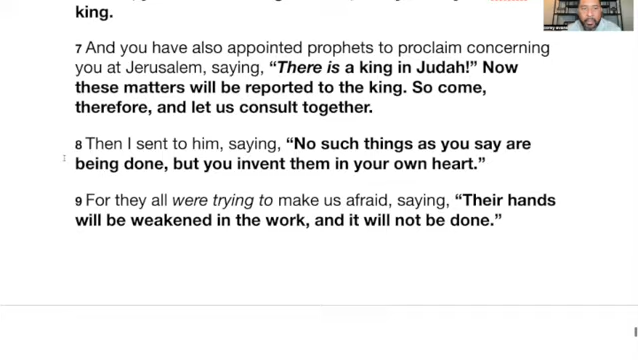 king.
7 And you have also appointed prophets to proclaim concerning
you at Jerusalem, saying, “There is a king in Judah!” Now
these matters will be reported to the king. So come,
therefore, and let us consult together.
8 Then I sent to him, saying, “No such things as you say are
being done, but you invent them in your own heart.”
9 For they all were trying to make us afraid, saying, “Their hands
will be weakened in the work, and it will not be done.”